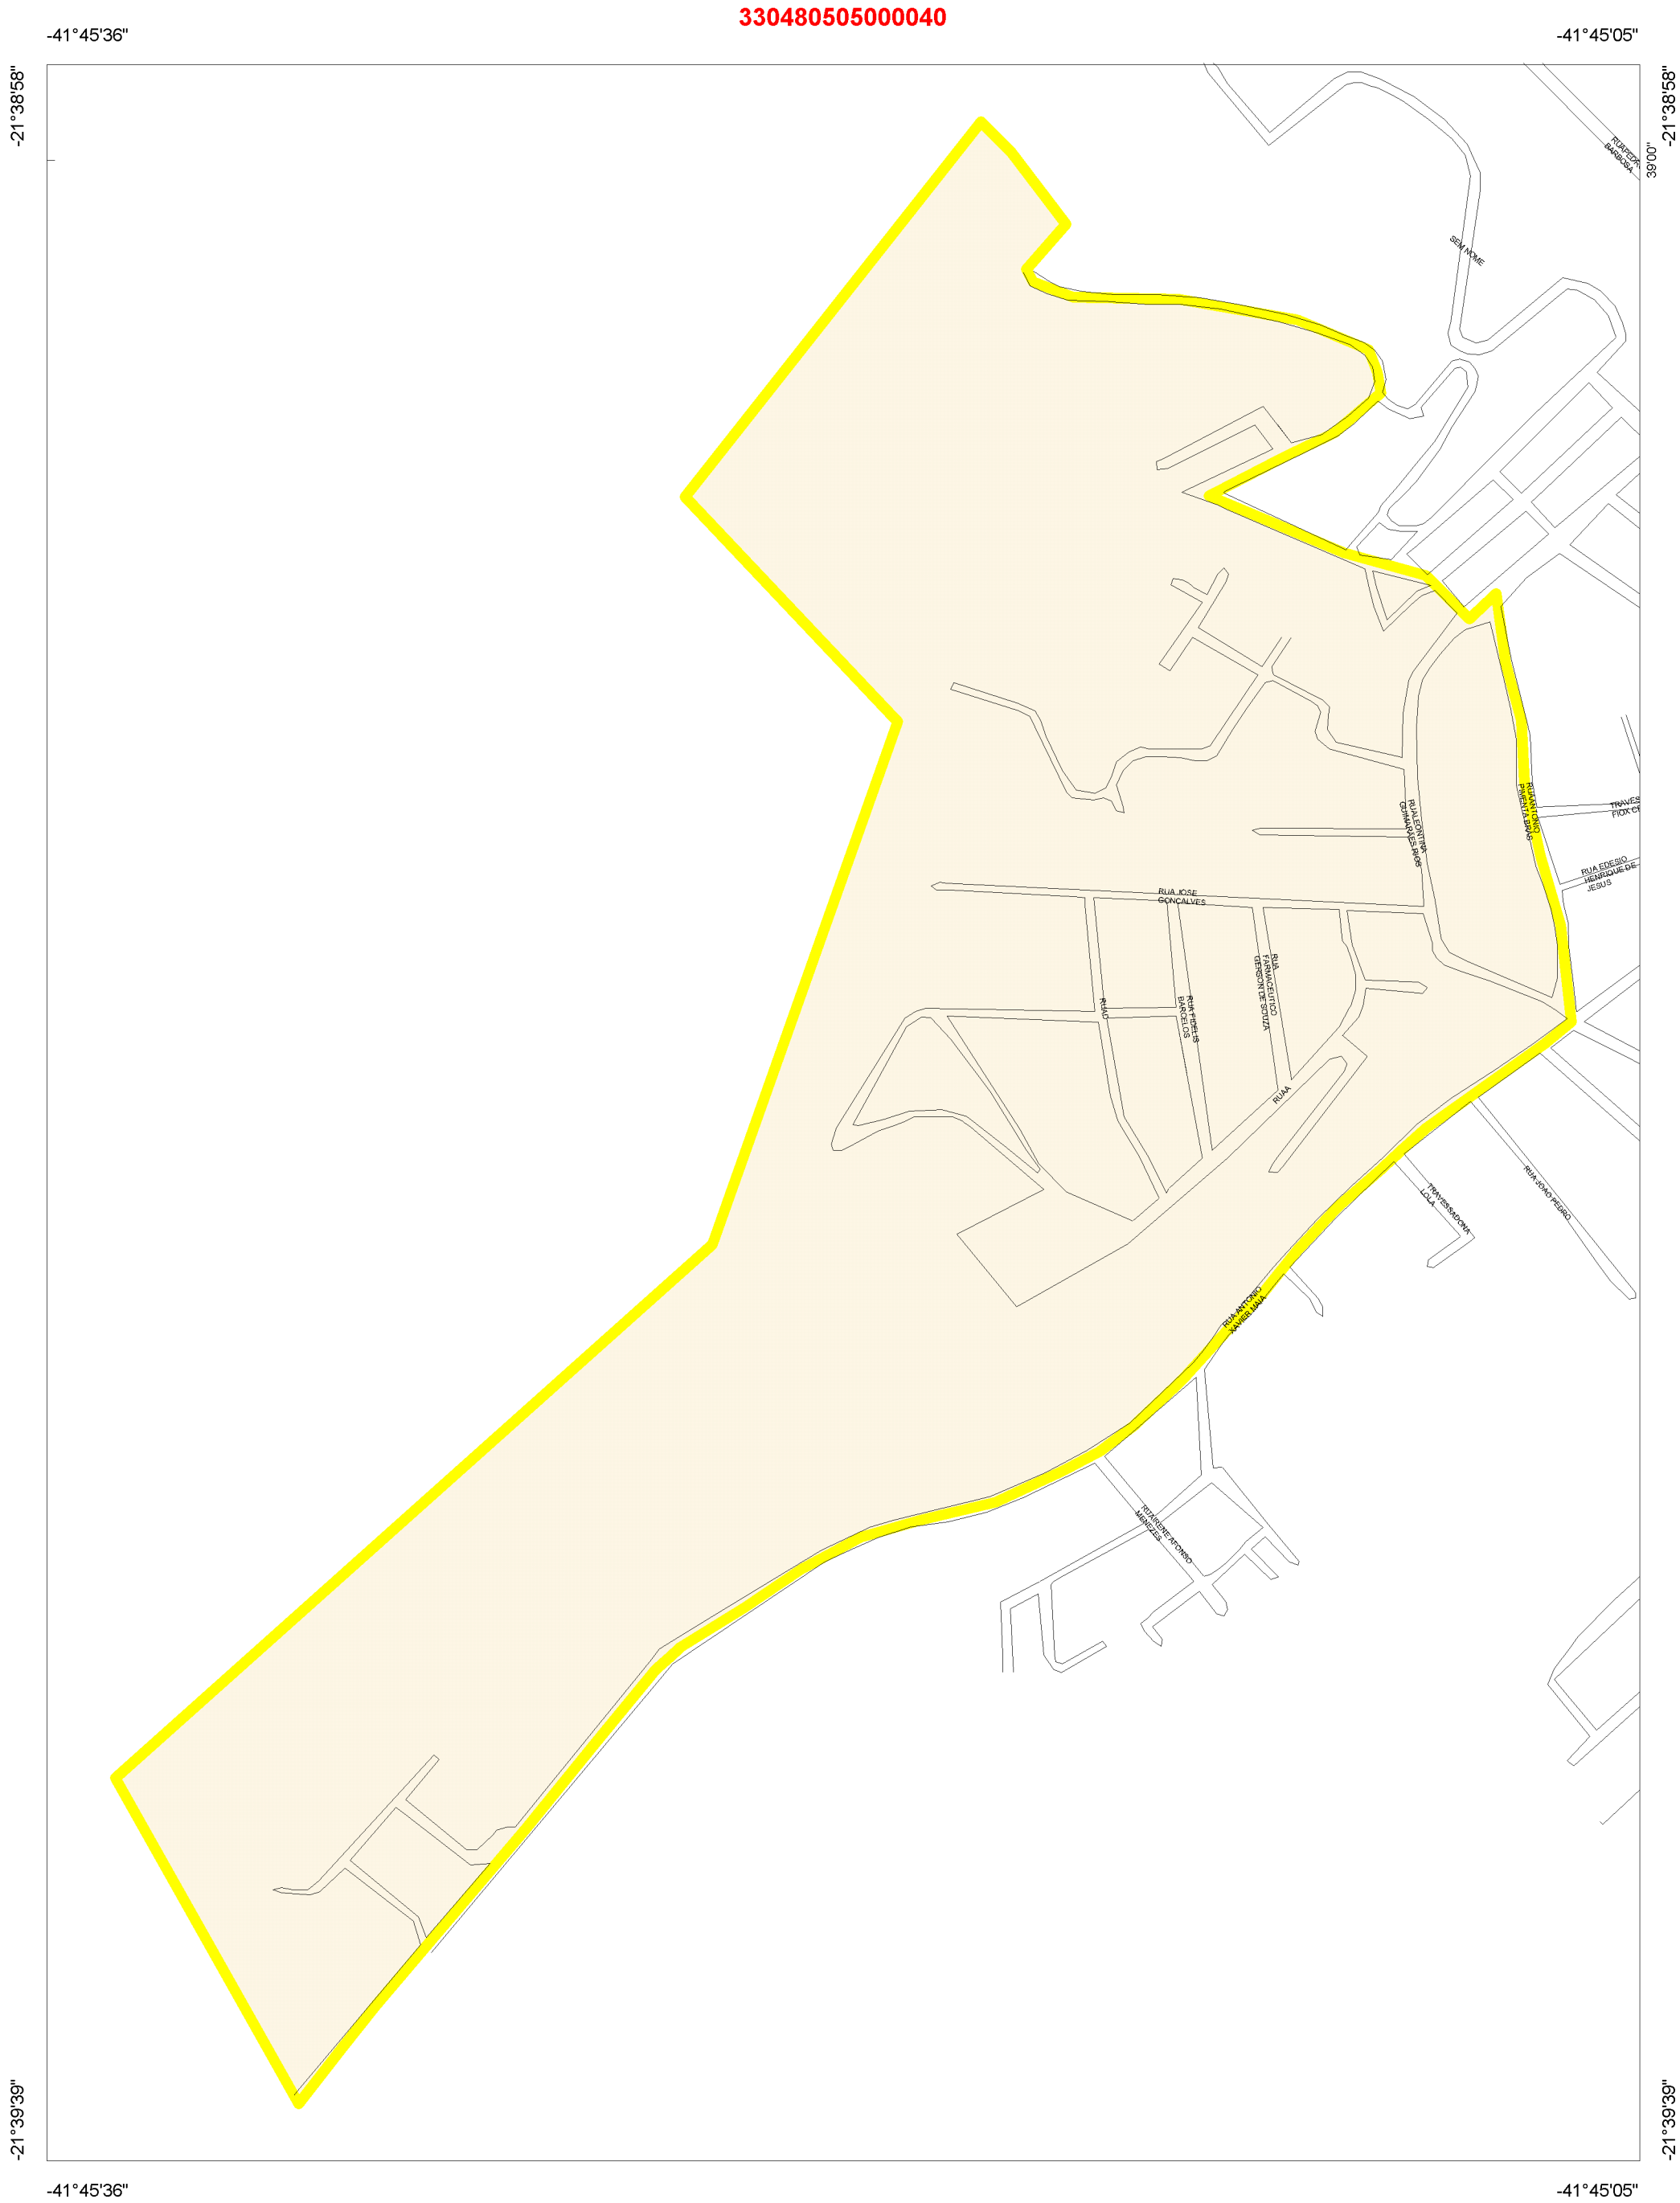 330480505000040
-41°45'36"
-41°45'05"
-21°38'58"
-21°38'58"
39'00"
BARBOSA
SEM NOME
RUA ANTONIO
PIMENTA BRAS
RUA LEONTINA
GUIMARAES RIOS
RUA EDESIO
HENRIQUE DE
JESUS
RUA JOSE
GONCALVES
RUA
FARMACEUTICO
GERSON DE SOUZA
RUA FIDELIS
BARCELOS
RUA D
RUA A
RUA JOAO PEDRO
TRAVESSA DONA
LOLA
RUA ANTONIO
XAVIER MAIA
RUA IRENE AFONSO
MENEZES
-21°39'39"
-21°39'39"
-41°45'36"
-41°45'05"